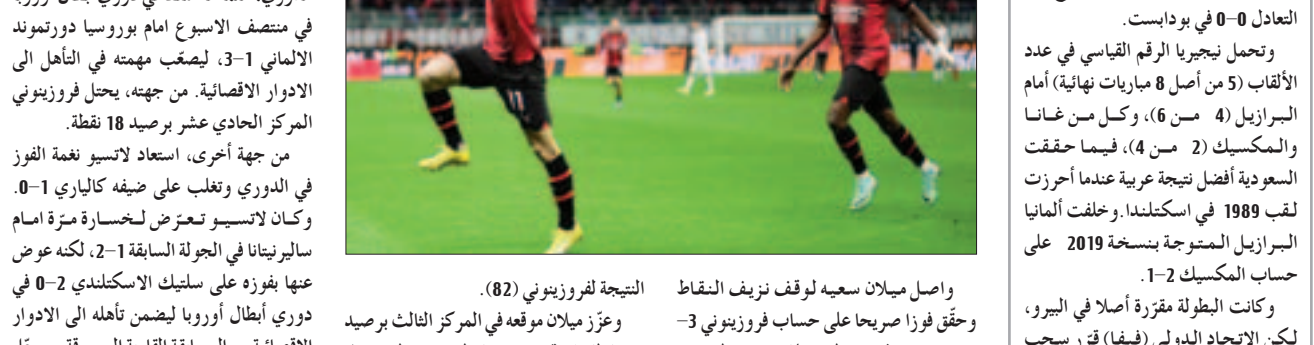 التعادل 0–0 في بودابست.
وتحمل نيجيريا الرقم القياسي في عدد
الألقاب (5 من أصل 8 مباريات نهائية) أمام
البرازيل (4 من 6)، وكل من غانا
والمكسيك (2 من 4)، فيما حققت
السعودية أفضل نتيجة عربية عندما أحرزت
لقب 1989 في اسكتلندا.وخلفت ألمانيا
البرازيل المتوجة بنسخة 2019 على
حساب المكسيك 2–1.
وكانت البطولة مقرّرة أصلا في البيرو،
لكن الاتحاد الدولي (فيفا) قرّر سحب
واصل ميلان سعيه لوقف نزيف النقاط
وحقّق فوزا صريحا على حساب فروزينوني 3–
النتيجة لفروزينوني (82).
وعزّز ميلان موقعه في المركز الثالث برصيد
في منتصف الاسبوع امام بوروسيا دورتموند
الالماني 1–3، ليصعّب مهمته في التأهل الى
الادوار الاقصائية. من جهته، يحتل فروزينوني
المركز الحادي عشر برصيد 18 نقطة.
من جهة أخرى، استعاد لاتسيو نغمة الفوز
في الدوري وتغلب على ضيفه كالياري 1–0.
وكان لاتسيو تعرّض لخسارة مرّة امام
ساليرنيتانا في الجولة السابقة 1–2، لكنه عوض
عنها بفوزه على سلتيك الاسكتلندي 2–0 في
دوري أبطال أوروبا ليضمن تأهله الى الادوار